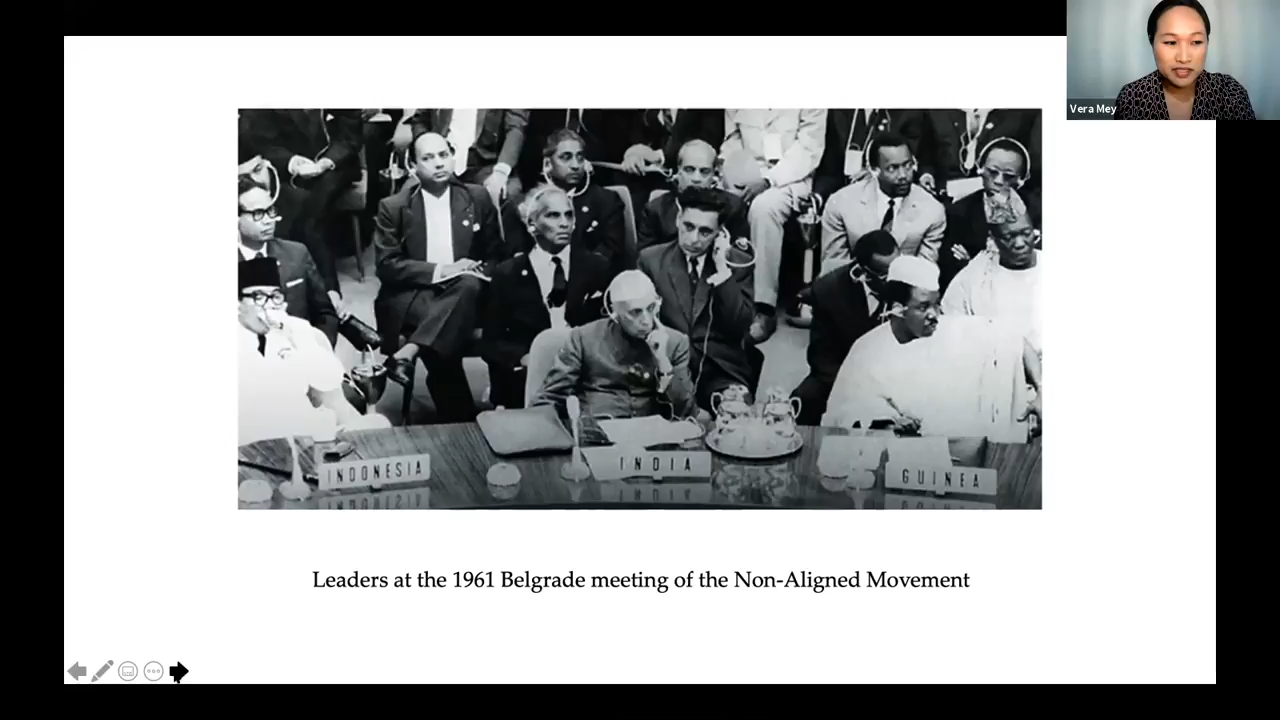 Vera Mey
INDONESIA
INDIA
GUINEA
Leaders at the 1961 Belgrade meeting of the Non-Aligned Movement